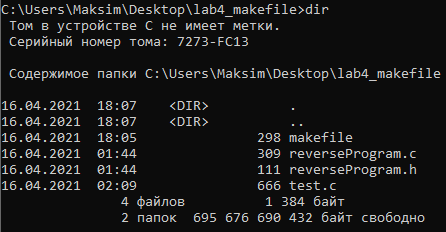 C:\Users\Maksim\Desktop\lab4_makefile>dir
Том в устройстве C не имеет метки.
Серийный номер тома: 7273-FC13
Содержимое папки C:\Users\Maksim\Desktop\lab4_makefile
16.04.2021  18:07    <DIR>          .
16.04.2021  18:07    <DIR>          ..
16.04.2021  18:05               298 makefile
16.04.2021  01:44               309 reverseProgram.c
16.04.2021  01:44               111 reverseProgram.h
16.04.2021  02:09               666 test.c
4 файлов          1 384 байт
2 папок  695 676 690 432 байт свободно